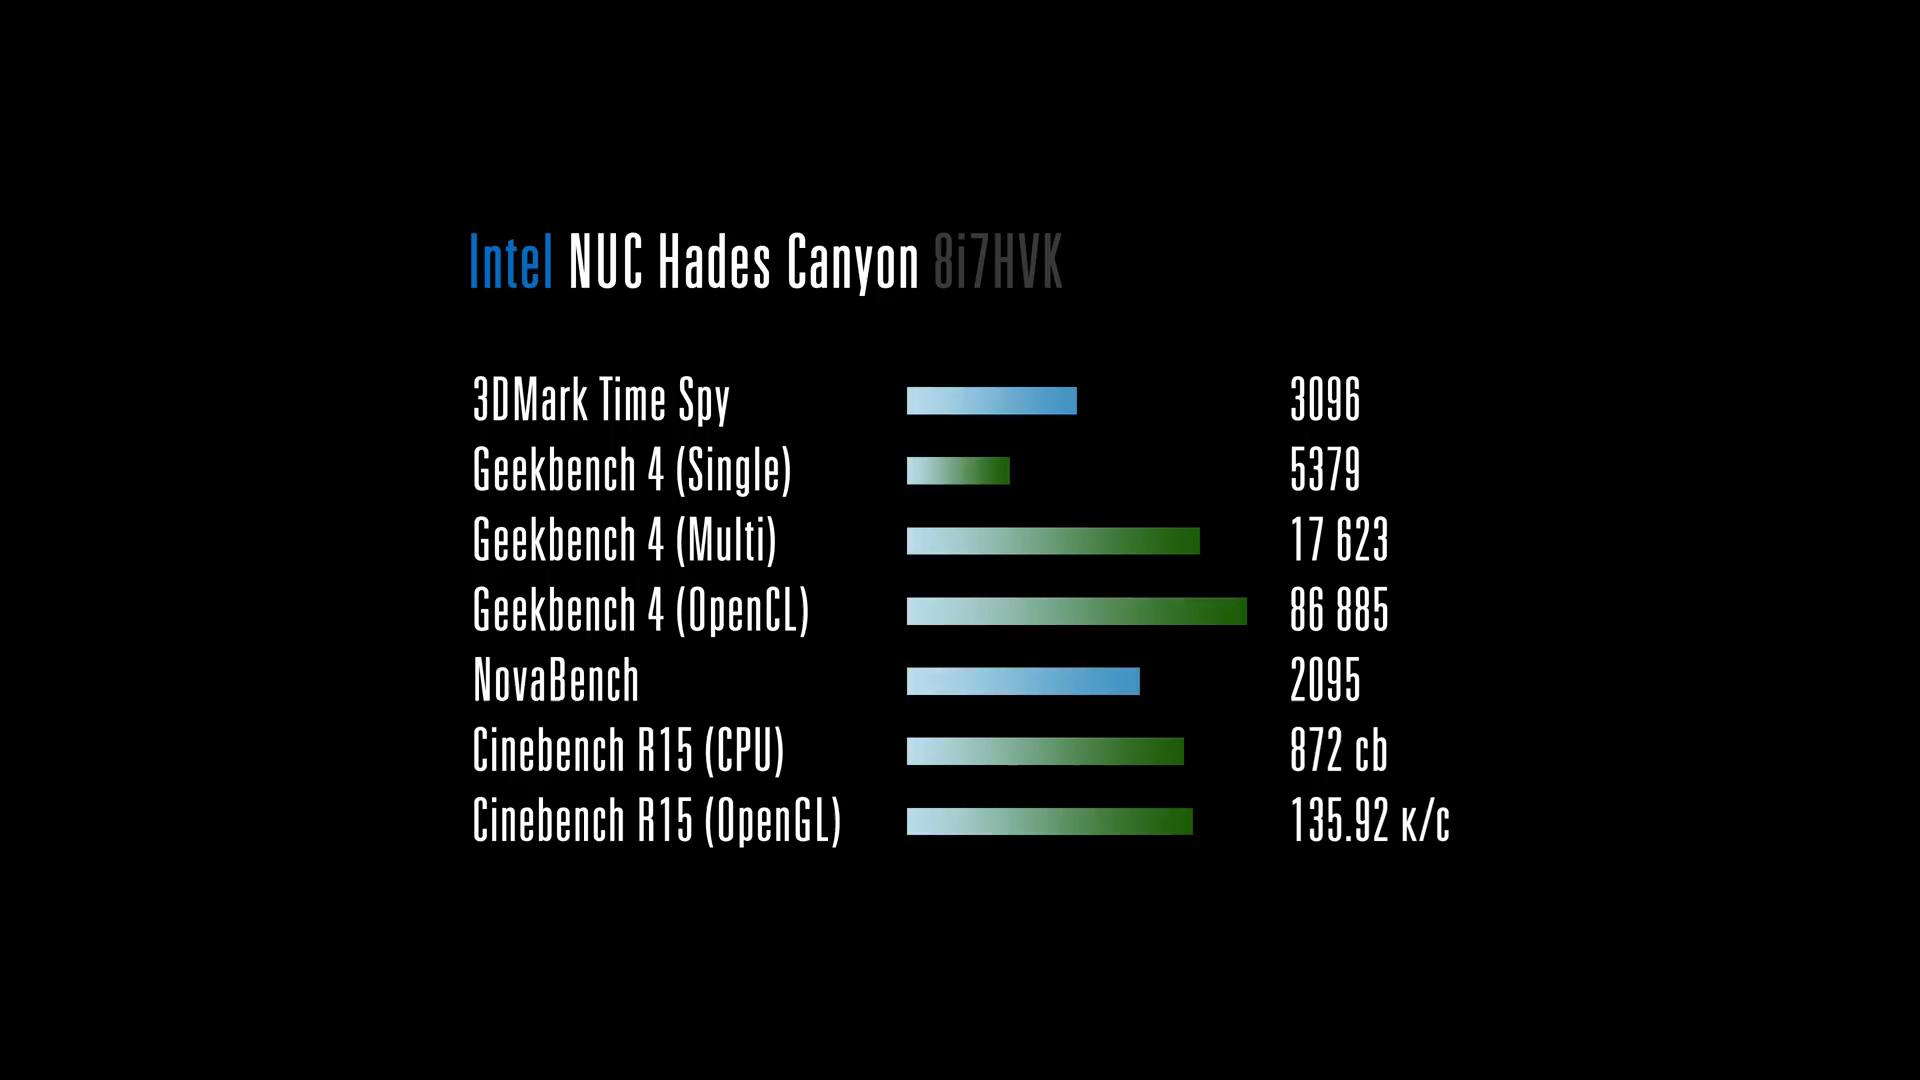 Intel NUC Hades Canyon 8i7HVK
3DMark Time Spy 3096
Geekbench 4 (Single) 5379
Geekbench 4 (Multi) 17 623
Geekbench 4 (OpenCL) 86 885
NovaBench 2095
Cinebench R15 (CPU) 872 cb
Cinebench R15 (OpenGL) 135.92 к/с